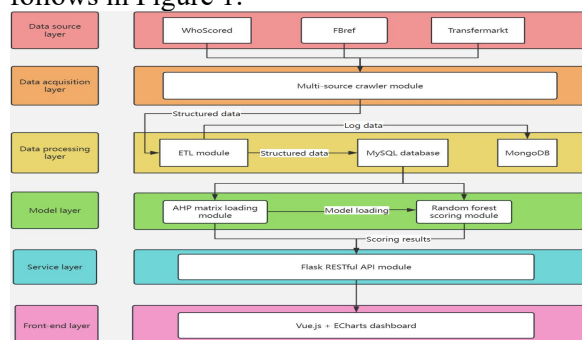 follows in Figure 1.
Data source
layer
WhoScored
FBref
Transfermarkt
Data acquisition
layer
Multi-source crawler module
Structured data
Log data
Data processing
layer
ETL module
Structured data
MySQL database
MongoDB
Model layer
AHP matrix loading
module
Model loading
Random forest
scoring module
Scoring results
Service layer
Flask RESTful API module
Front-end layer
Vue.js + ECharts dashboard